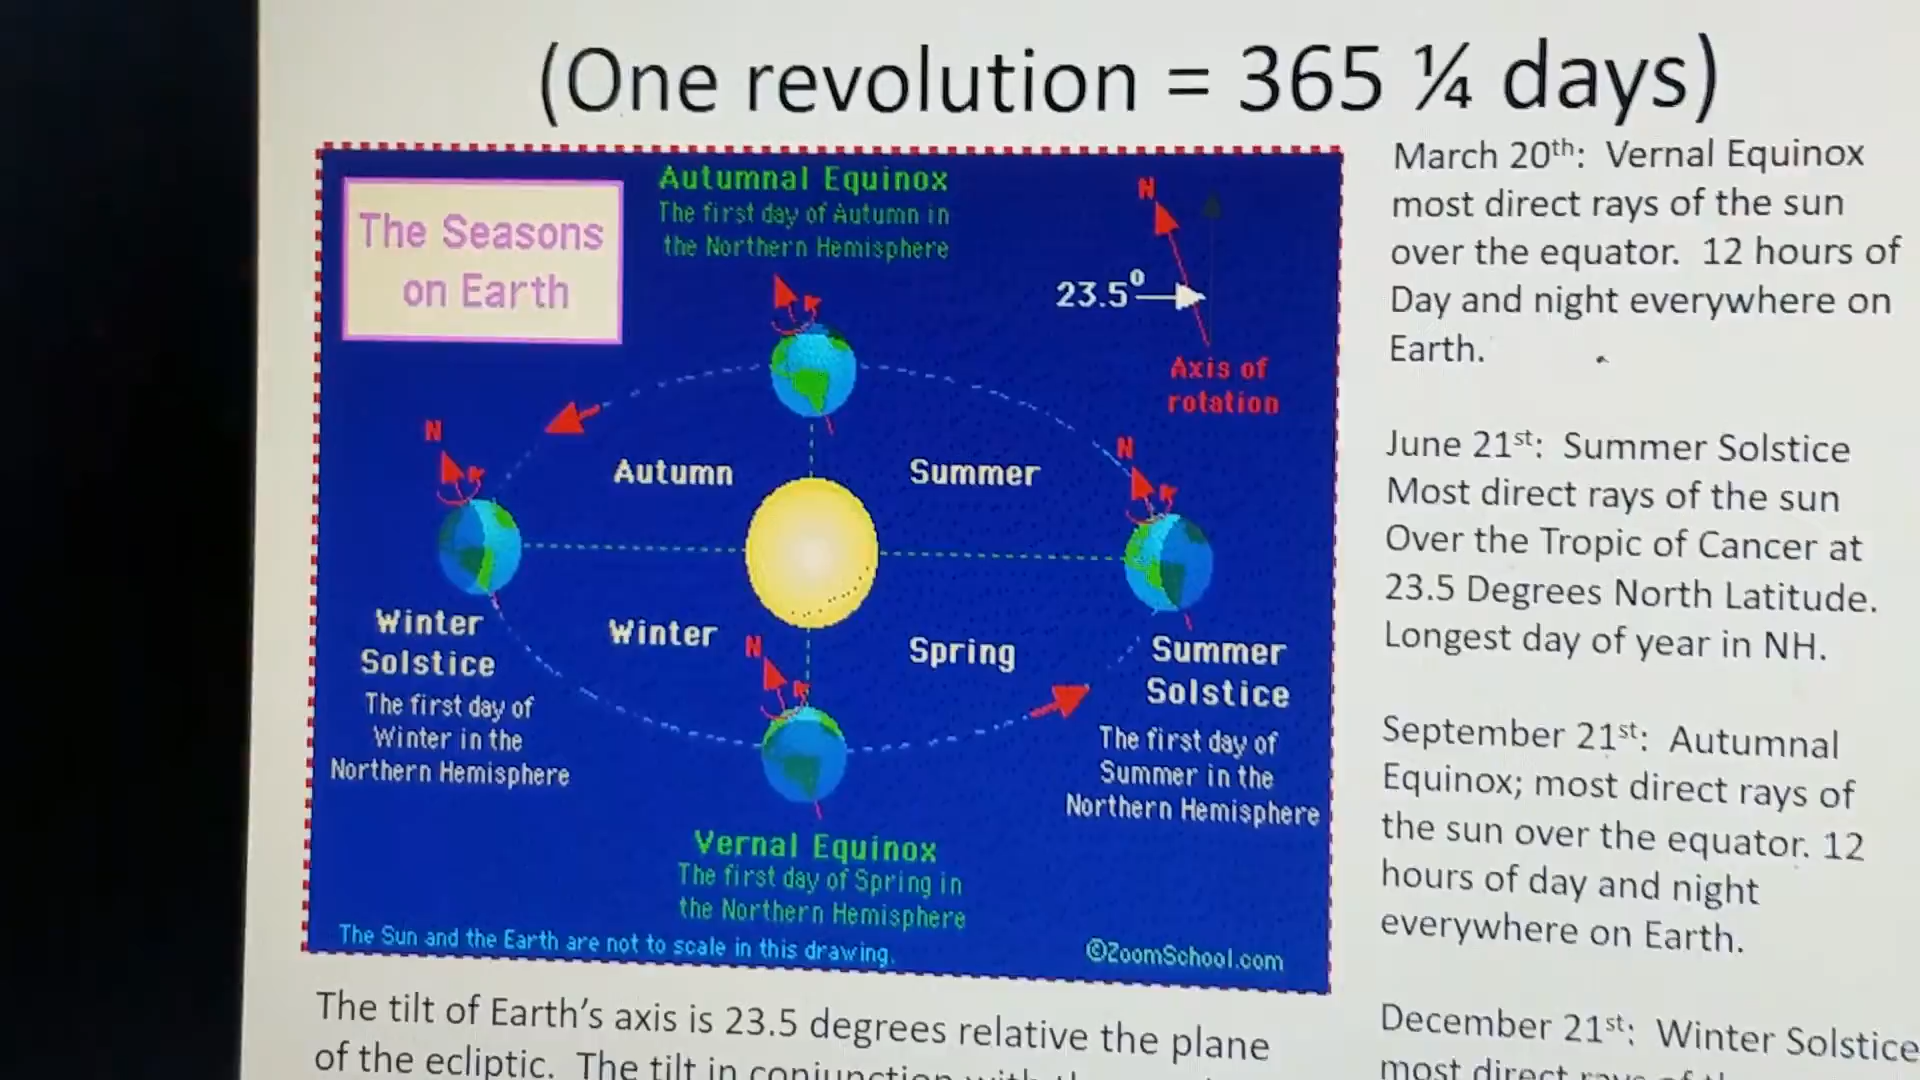 (One revolution = 365 ¼ days)
The Seasons
on Earth
Autumnal Equinox
The first day of Autumn in
the Northern Hemisphere
N
23.5°
Axis of
rotation
N
N
Autumn
Summer
Winter
Solstice
The first day of
Winter in the
Northern Hemisphere
Winter
N
Spring
Summer
Solstice
The first day of
Summer in the
Northern Hemisphere
Vernal Equinox
The first day of Spring in
the Northern Hemisphere
The Sun and the Earth are not to scale in this drawing.
©ZoomSchool.com
March 20th: Vernal Equinox
most direct rays of the sun
over the equator. 12 hours of
Day and night everywhere on
Earth.
June 21st: Summer Solstice
Most direct rays of the sun
Over the Tropic of Cancer at
23.5 Degrees North Latitude.
Longest day of year in NH.
September 21st: Autumnal
Equinox; most direct rays of
the sun over the equator. 12
hours of day and night
everywhere on Earth.
December 21st: Winter Solstice
most direct rays of
The tilt of Earth's axis is 23.5 degrees relative the plane
of the ecliptic. The tilt in conjunction with